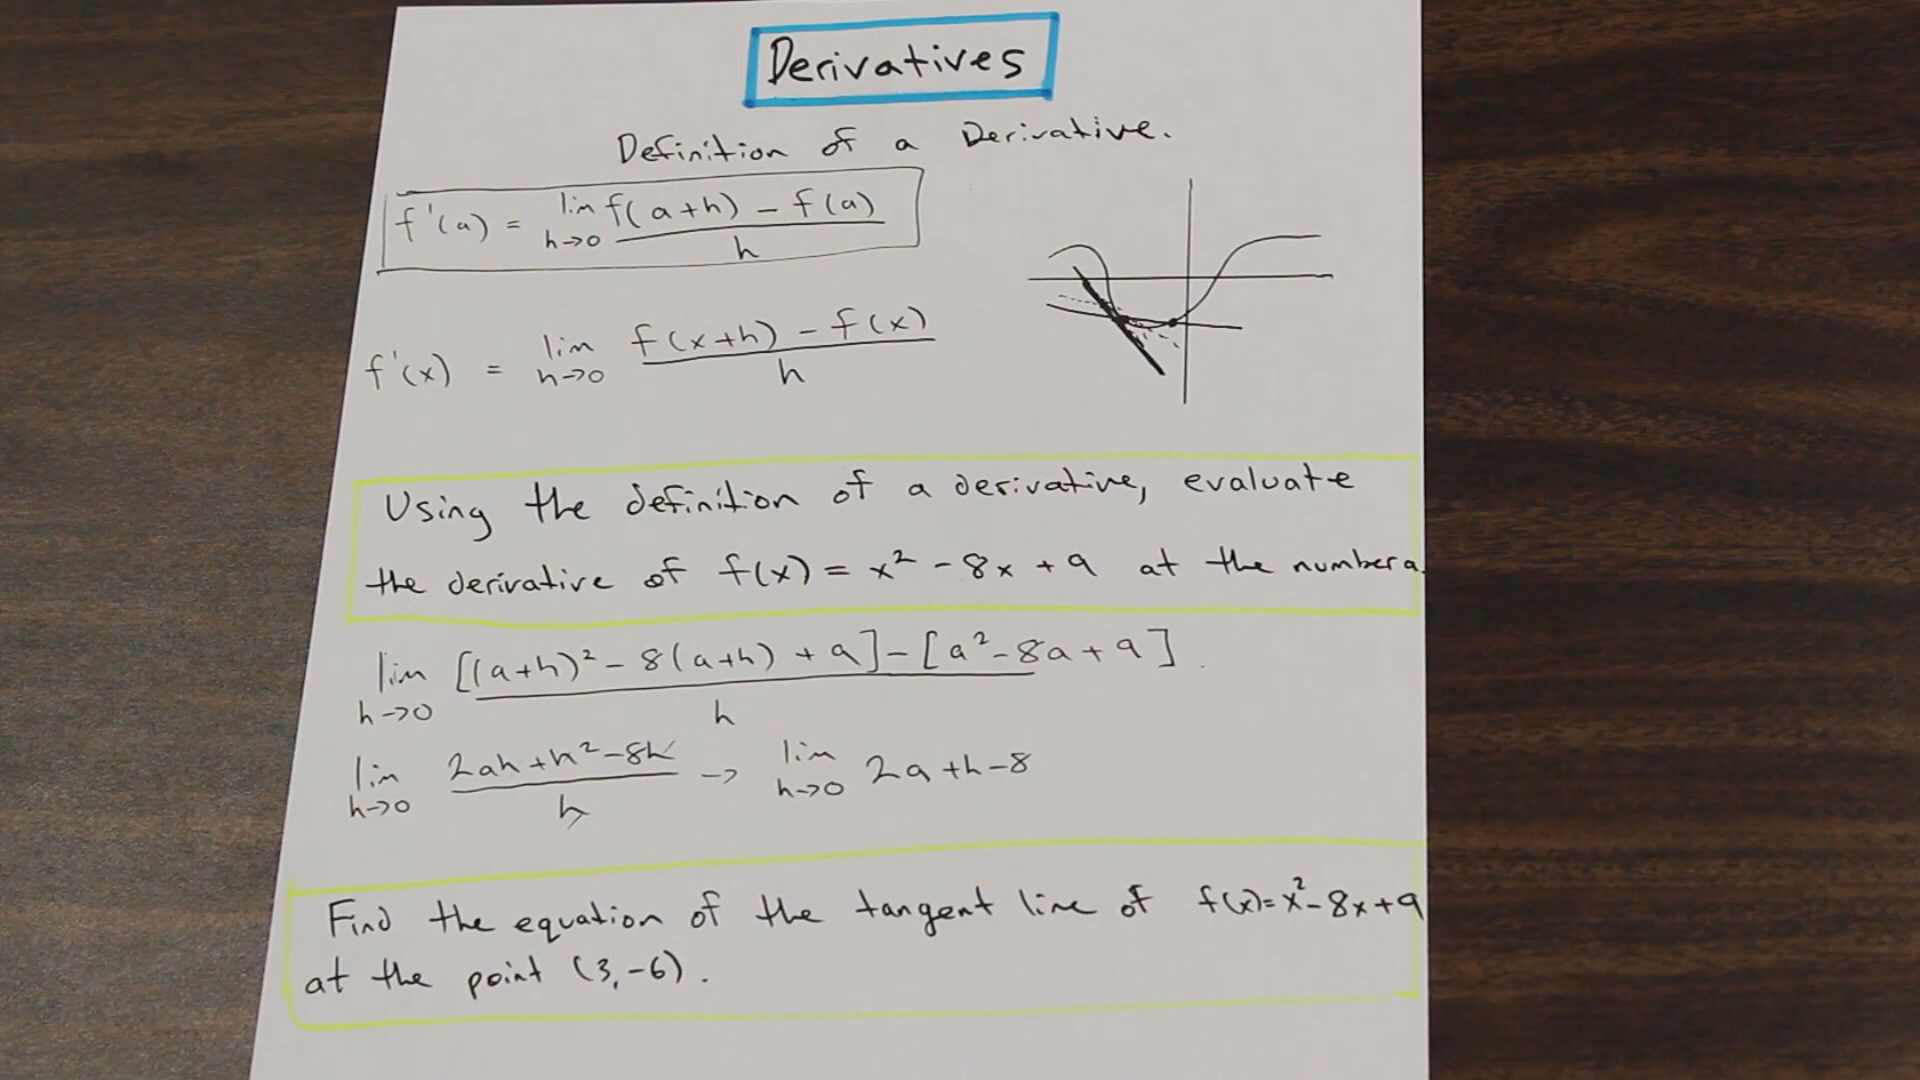 Derivatives
Definition of a Derivative.
f'(a) = lim h->0 f(a+h) - f(a) / h
f'(x) = lim h->0 f(x+h) - f(x) / h
Using the definition of a derivative, evaluate
the derivative of f(x) = x² - 8x + 9 at the number a.
lim h->0 [(a+h)² - 8(a+h) + 9] - [a² - 8a + 9] / h
lim h->0 2ah + h² - 8h / h -> lim h->0 2a + h - 8
Find the equation of the tangent line of f(x) = x² - 8x + 9
at the point (3, -6).